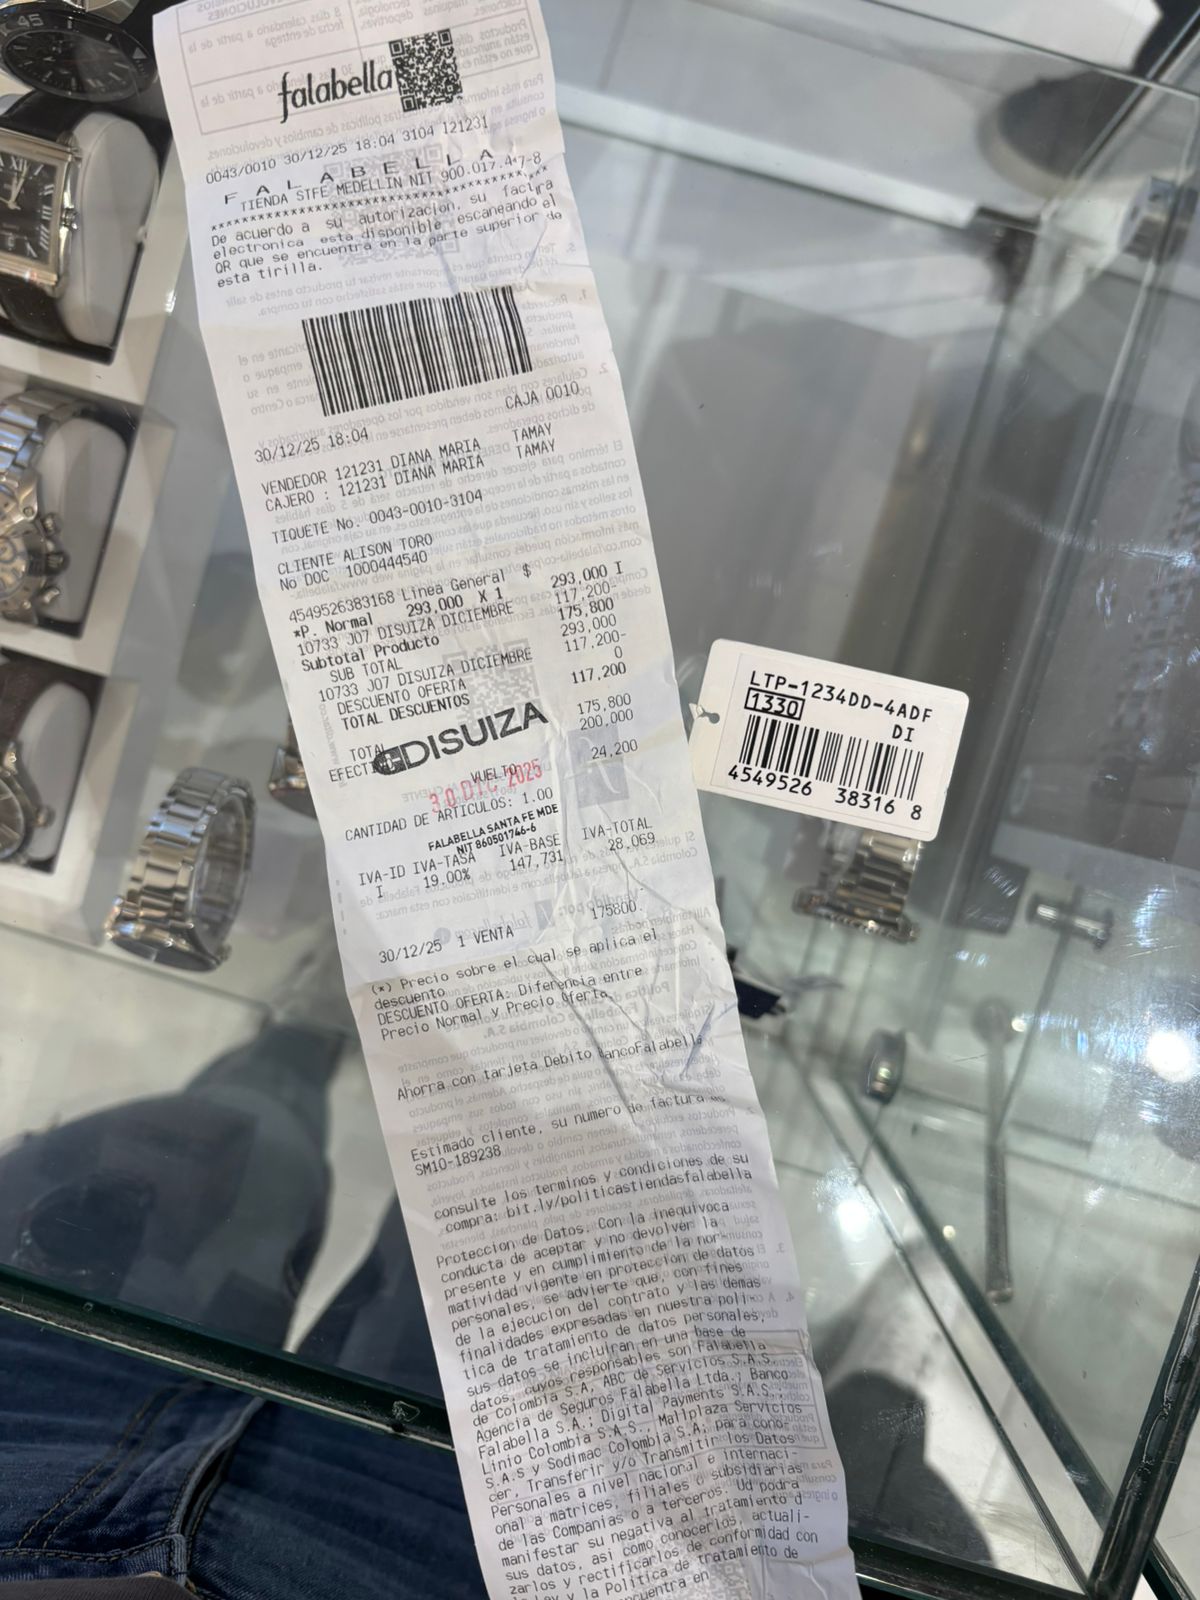 falabella
0043/0010 30/12/25 18:04 3104 121231
F A L A B E L L A
TIENDA STFE MEDELLIN NIT 900.017.447-8
****************************************
De acuerdo a su autorizacion, su factura
electronica esta disponible escaneando el
QR que se encuentra en la parte superior de
esta tirilla.
CAJA 0010
30/12/25 18:04
VENDEDOR 121231 DIANA MARIA TAMAY
CAJERO : 121231 DIANA MARIA TAMAY
TIQUETE No. 0043-0010-3104
CLIENTE ALISON TORO
No DOC 1000444540
4549526383168 Linea General $ 293,000 I
*P. Normal 293,000 X 1 117,200-
10733 J07 DISUIZA DICIEMBRE 175,800
Subtotal Producto 293,000
SUB TOTAL 117,200-
10733 J07 DISUIZA DICIEMBRE 0
DESCUENTO OFERTA 117,200
TOTAL DESCUENTOS
DISUIZA
TOTAL 175,800
EFECTI 200,000
VUELTO 24,200
30 DIC 2025
CANTIDAD DE ARTICULOS: 1.00
FALABELLA SANTA FE MDE
NIT 860501746-6
IVA-ID IVA-TASA IVA-BASE IVA-TOTAL
I 19.00% 147,731 28,069
175800.
30/12/25 1 VENTA
(*) Precio sobre el cual se aplica el
descuento
DESCUENTO OFERTA: Diferencia entre
Precio Normal y Precio Oferta.
Ahorra con tarjeta Debito BancoFalabella
Estimado cliente, su numero de factura
SM10-189238
consulte los terminos y condiciones de su
compra: bit.ly/politicastiendasfalabella
Proteccion de Datos: Con la inequivoca
conducta de aceptar y no devolver la
presente y en cumplimiento de la nor-
matividad vigente en proteccion de datos
personales, se advierte que, con fines
de la ejecucion del contrato y las demas
finalidades expresadas en nuestra poli-
tica de tratamiento de datos personales,
sus datos se incluiran en una base de
datos, cuyos responsables son Falabella
de Colombia S.A, ABC de Servicios S.A.S,
Agencia de Seguros Falabella Ltda.; Banco
Falabella S.A.; Digital Payments S.A.S.,
Linio Colombia S.A.S., Mallplaza Servicios
S.A.S y Sodimac Colombia S.A; para cono-
cer, Transferir y/o Transmitir los Datos
Personales a nivel nacional e internaci-
onal a matrices, filiales y subsidiarias
de las Companias o a terceros. Ud podra
manifestar su negativa al tratamiento d
sus datos, asi como conocerlos, actuali-
zarlos y rectificarlos de conformidad con
la Ley y la Politica de tratamiento de
LTP-1234DD-4ADF
1330
DI
4549526 38316 8
45